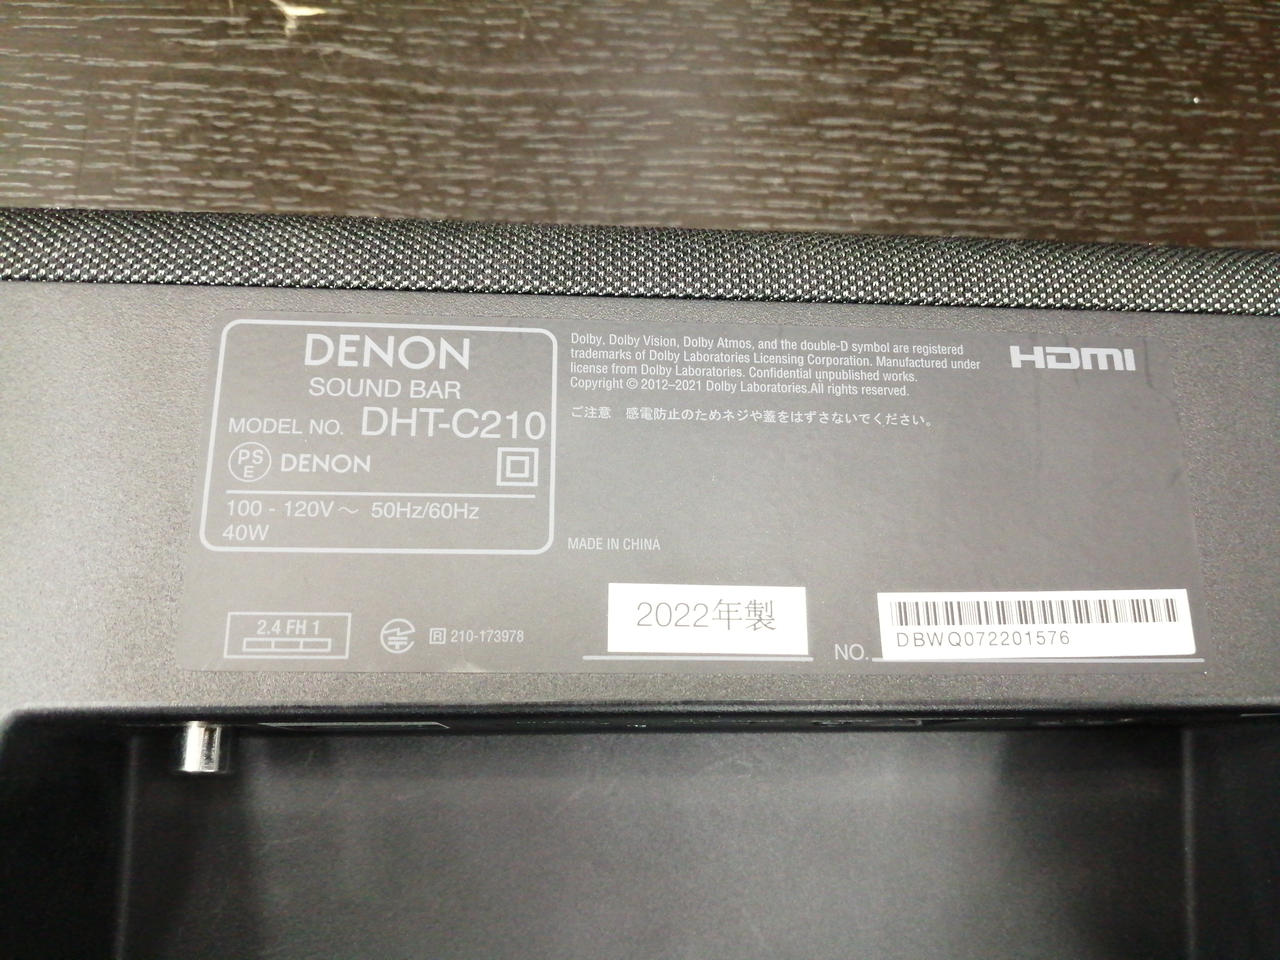 DENON
SOUND BAR
MODEL NO. DHT-C210
PS
E
DENON
100 - 120V～ 50Hz/60Hz
40W
Dolby, Dolby Vision, Dolby Atmos, and the double-D symbol are registered
trademarks of Dolby Laboratories Licensing Corporation. Manufactured under
license from Dolby Laboratories. Confidential unpublished works.
Copyright © 2012–2021 Dolby Laboratories.All rights reserved.
HDMI
ご注意 感電防止のためネジや蓋をはずさないでください。
MADE IN CHINA
2.4 FH 1
R 210-173978
2022年製
NO. DBWQ072201576